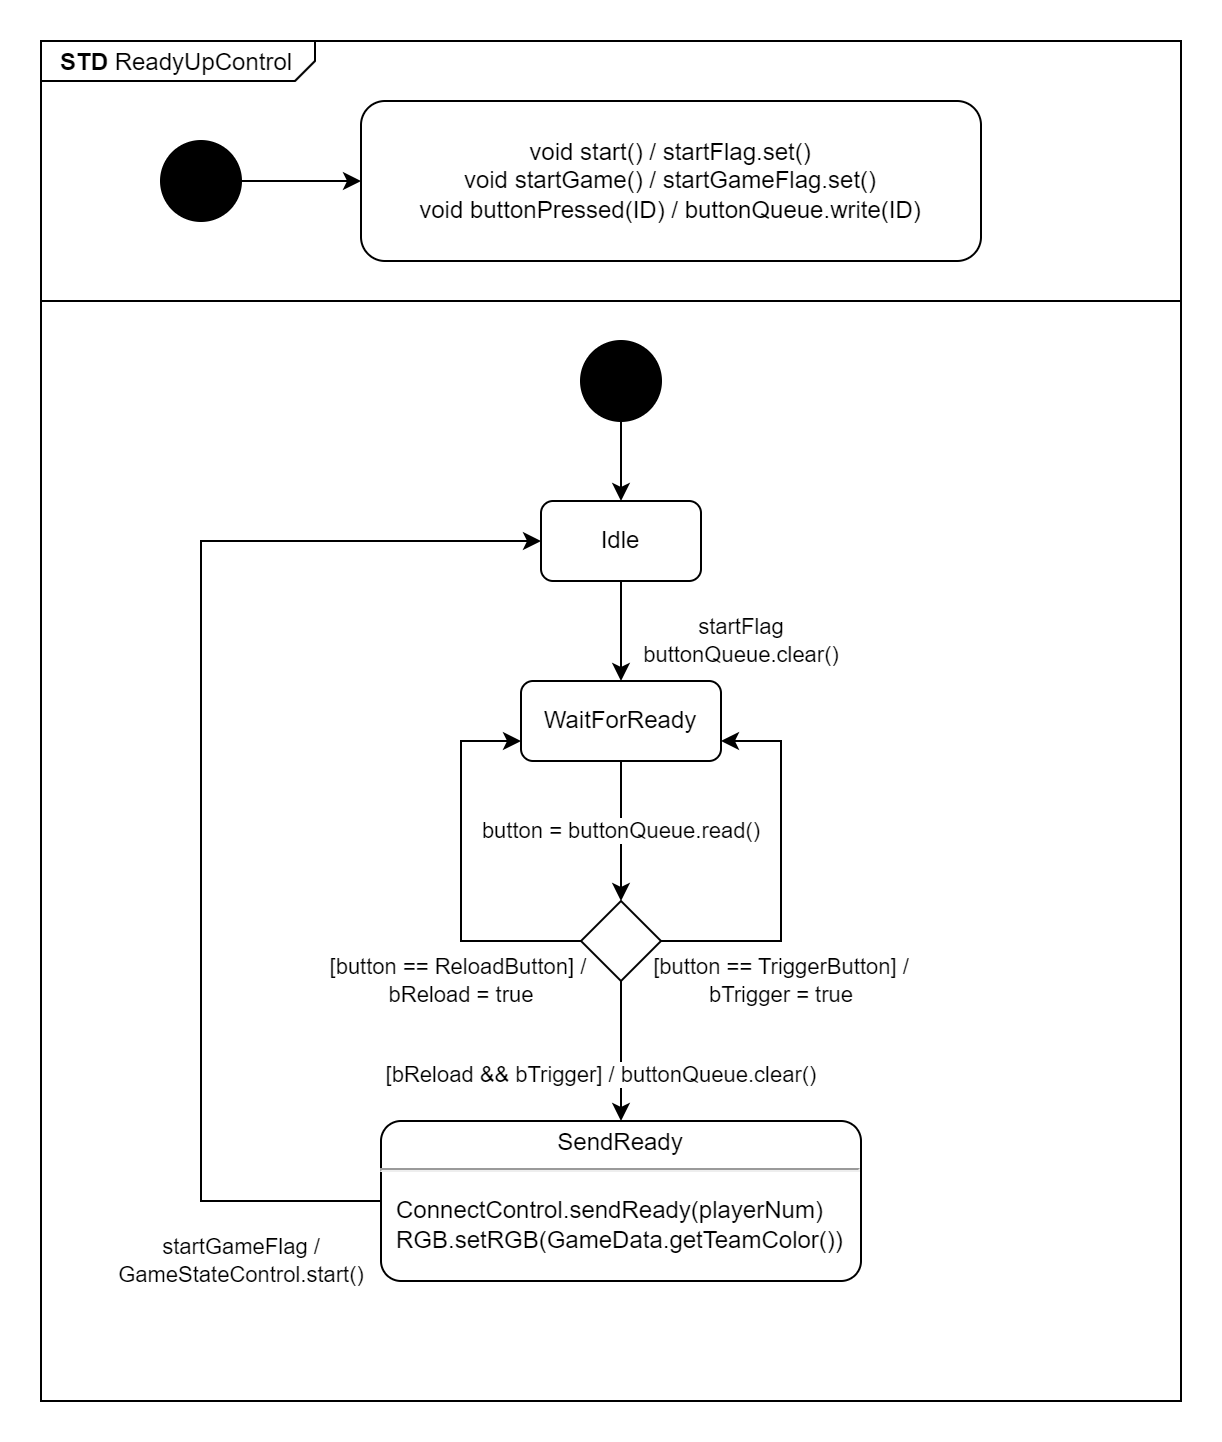 STD ReadyUpControl
void start() / startFlag.set()
void startGame() / startGameFlag.set()
void buttonPressed(ID) / buttonQueue.write(ID)
Idle
startFlag
buttonQueue.clear()
WaitForReady
button = buttonQueue.read()
[button == ReloadButton] /
bReload = true
[button == TriggerButton] /
bTrigger = true
[bReload && bTrigger] / buttonQueue.clear()
SendReady
ConnectControl.sendReady(playerNum)
RGB.setRGB(GameData.getTeamColor())
startGameFlag /
GameStateControl.start()